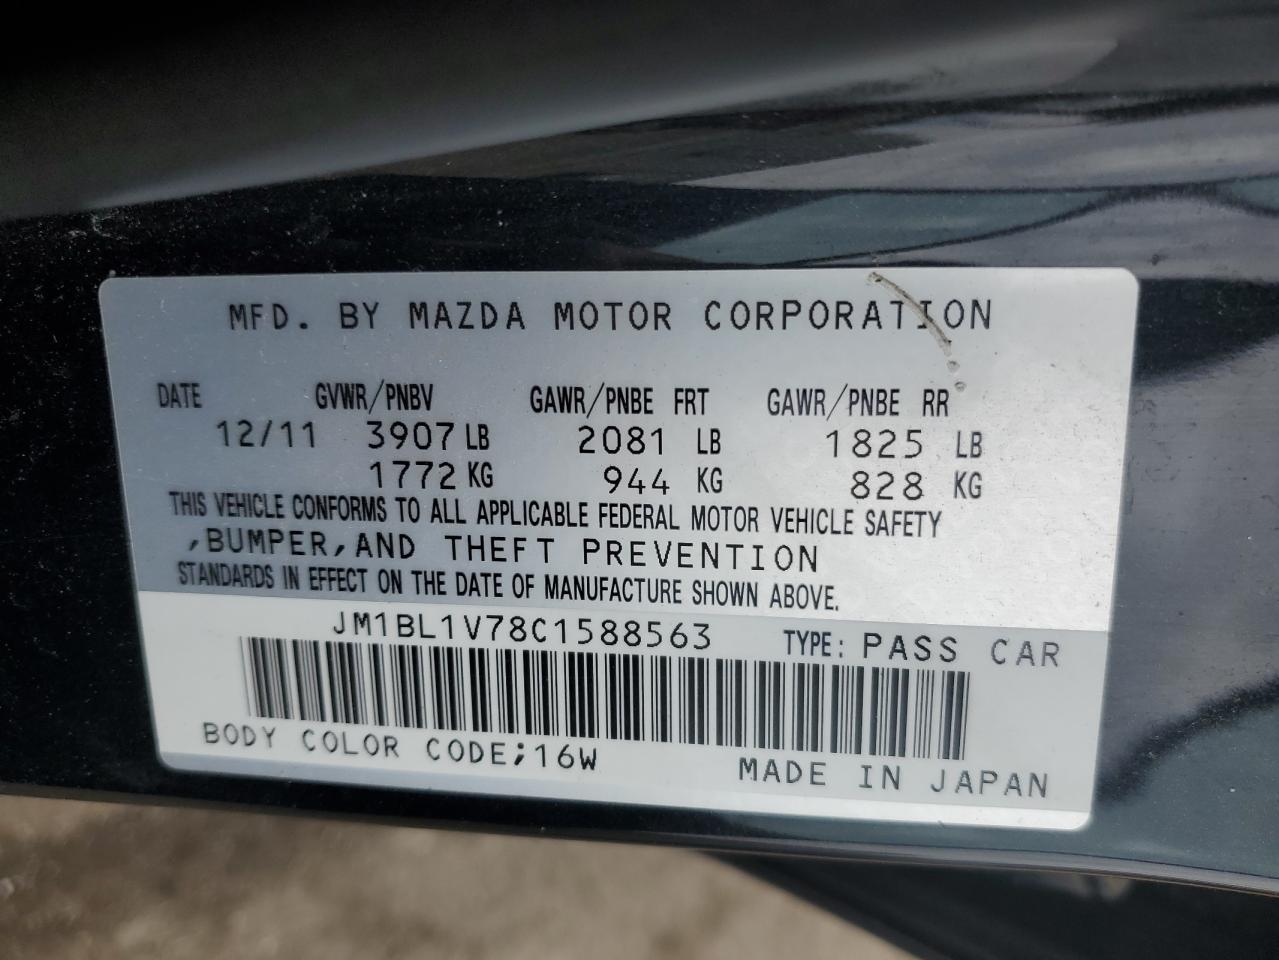 MFD. BY MAZDA MOTOR CORPORATION
DATE GVWR/PNBV GAWR/PNBE FRT GAWR/PNBE RR
12/11 3907 LB 2081 LB 1825 LB
1772 KG 944 KG 828 KG
THIS VEHICLE CONFORMS TO ALL APPLICABLE FEDERAL MOTOR VEHICLE SAFETY
,BUMPER,AND THEFT PREVENTION
STANDARDS IN EFFECT ON THE DATE OF MANUFACTURE SHOWN ABOVE.
JM1BL1V78C1588563 TYPE: PASS CAR
BODY COLOR CODE;16W
MADE IN JAPAN